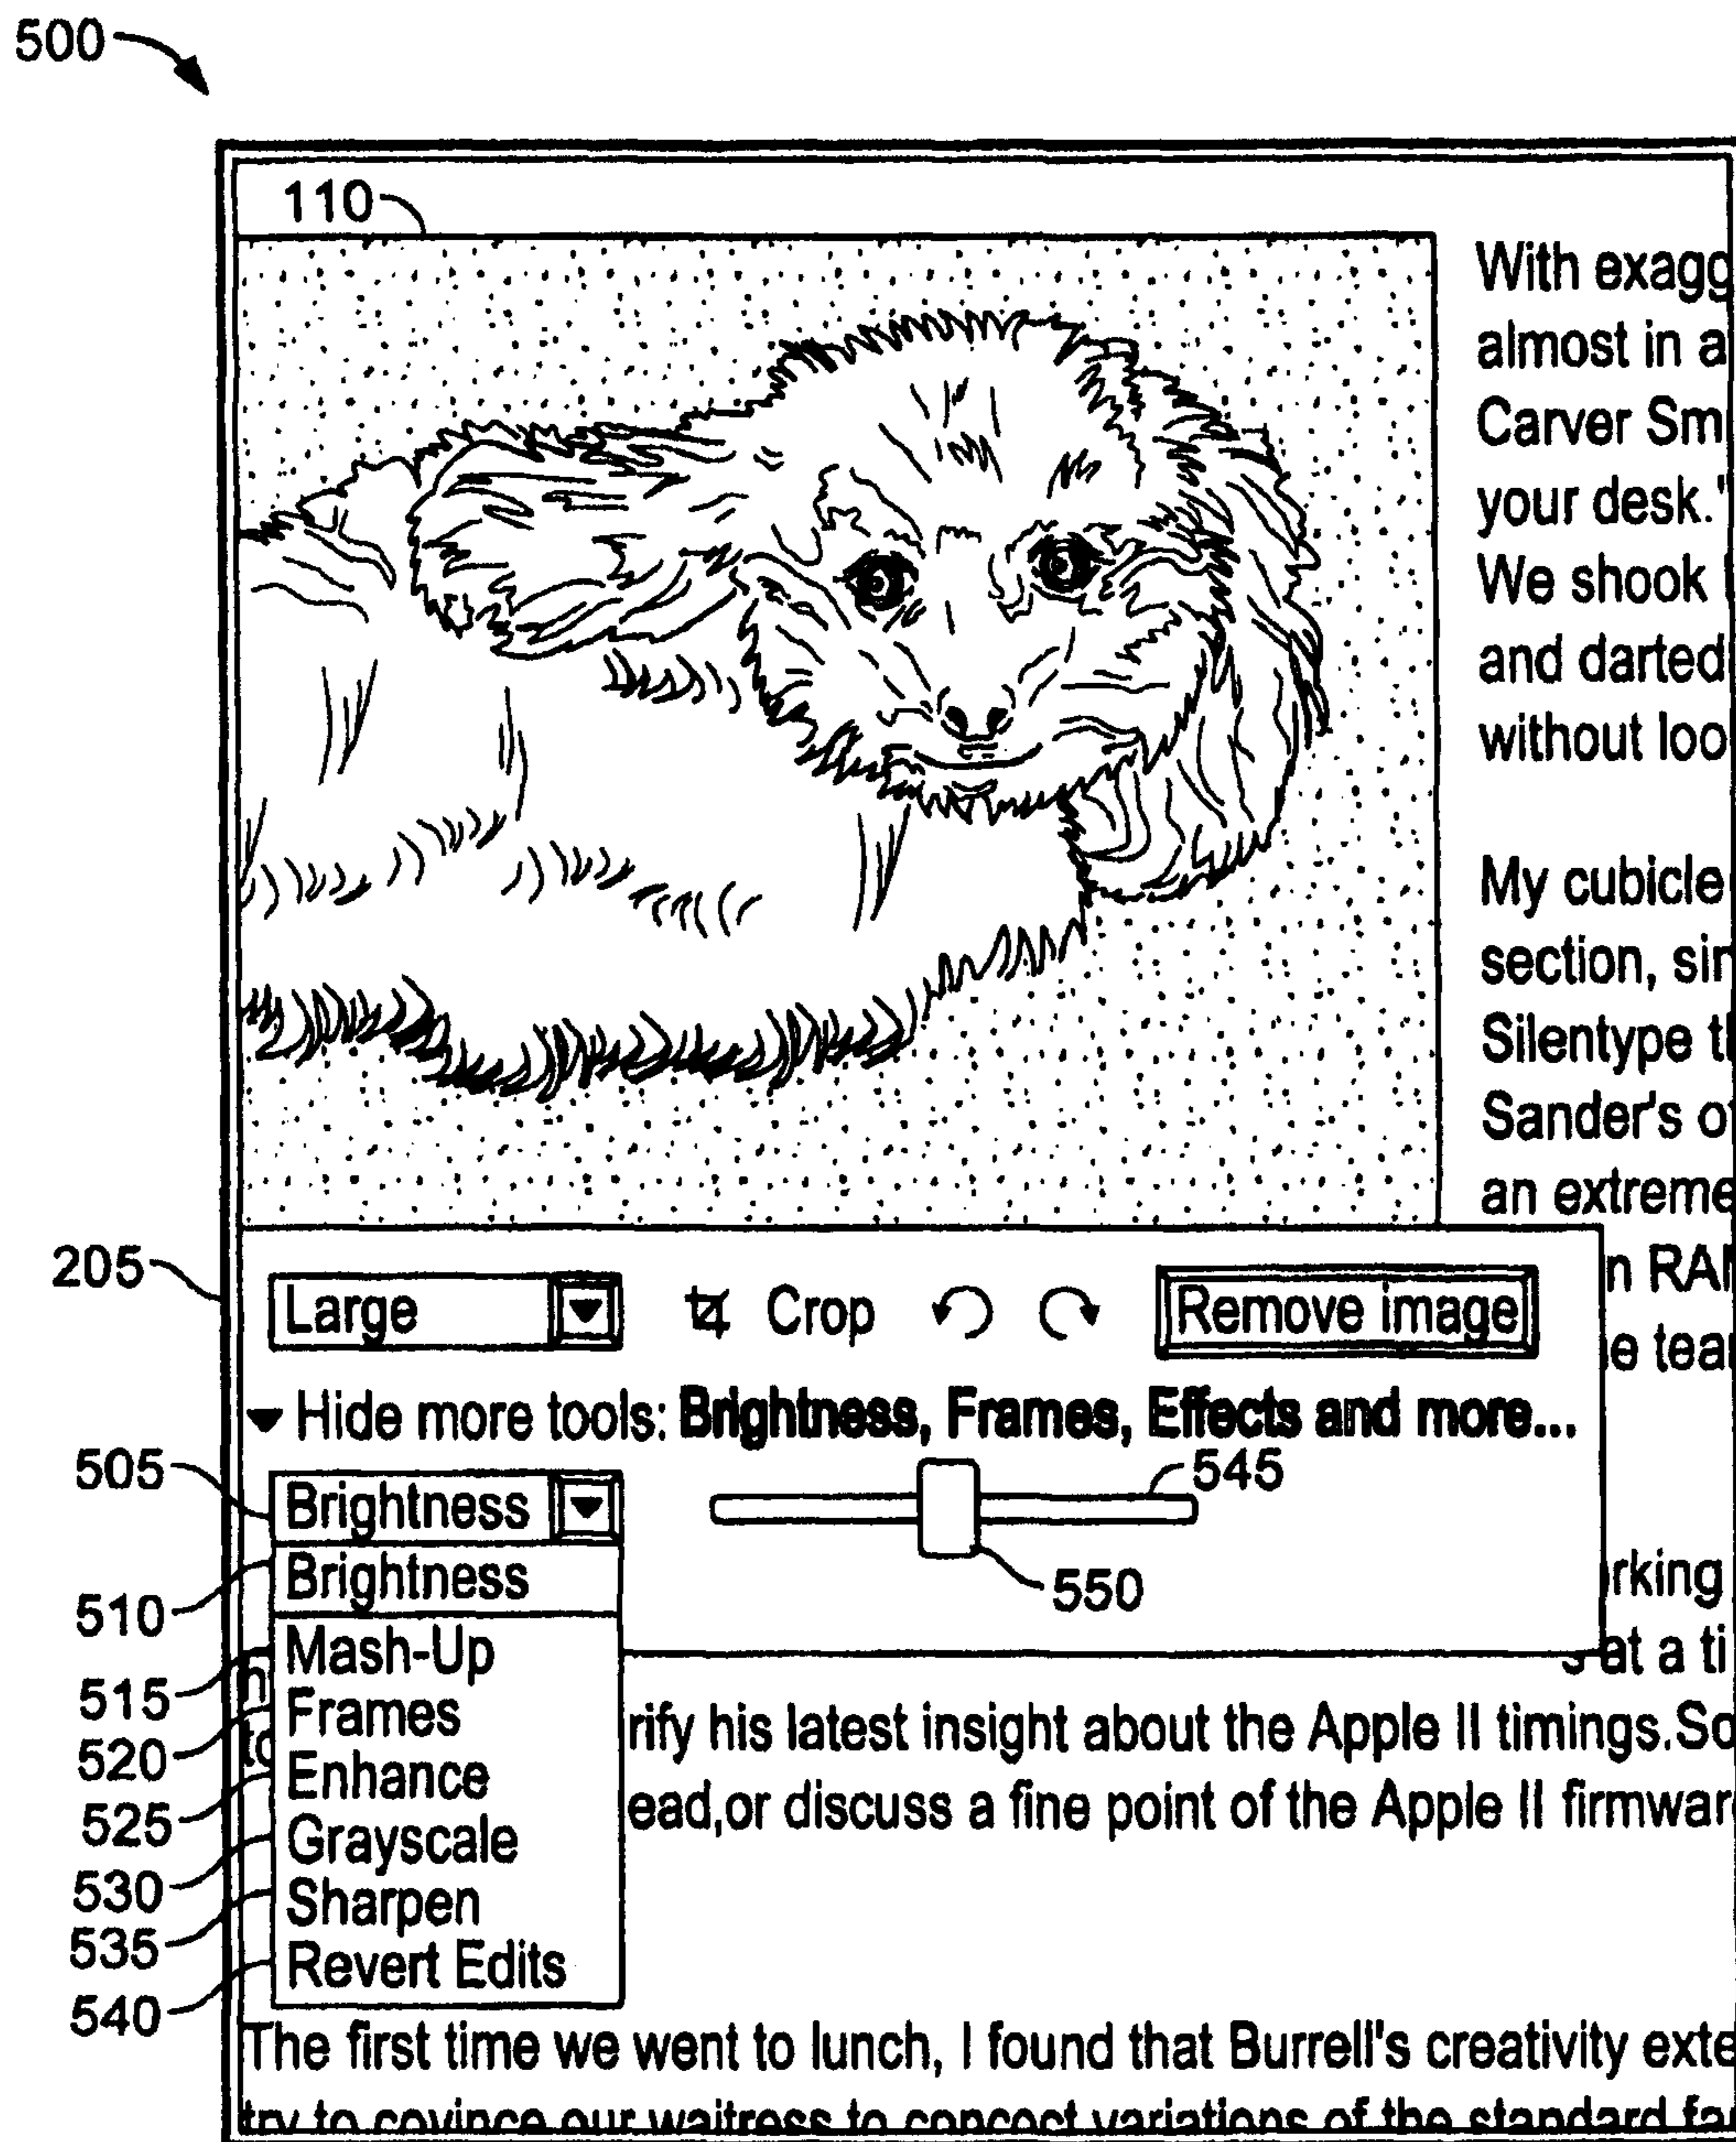 500
110
With exagg
almost in a
Carver Sm
your desk."
We shook
and darted
without loo
My cubicle
section, sin
Silentype t
Sander's of
an extreme
205
Large Crop Remove image
n RAI
e tea
Hide more tools: Brightness, Frames, Effects and more...
505
Brightness
545
510
Brightness
550
rking
515
Mash-Up
s at a ti
520
Frames
to
rify his latest insight about the Apple II timings.So
525
Enhance
ead,or discuss a fine point of the Apple II firmwar
530
Grayscale
535
Sharpen
540
Revert Edits
The first time we went to lunch, I found that Burrell's creativity exte
try to covince our waitress to concoct variations of the standard fa